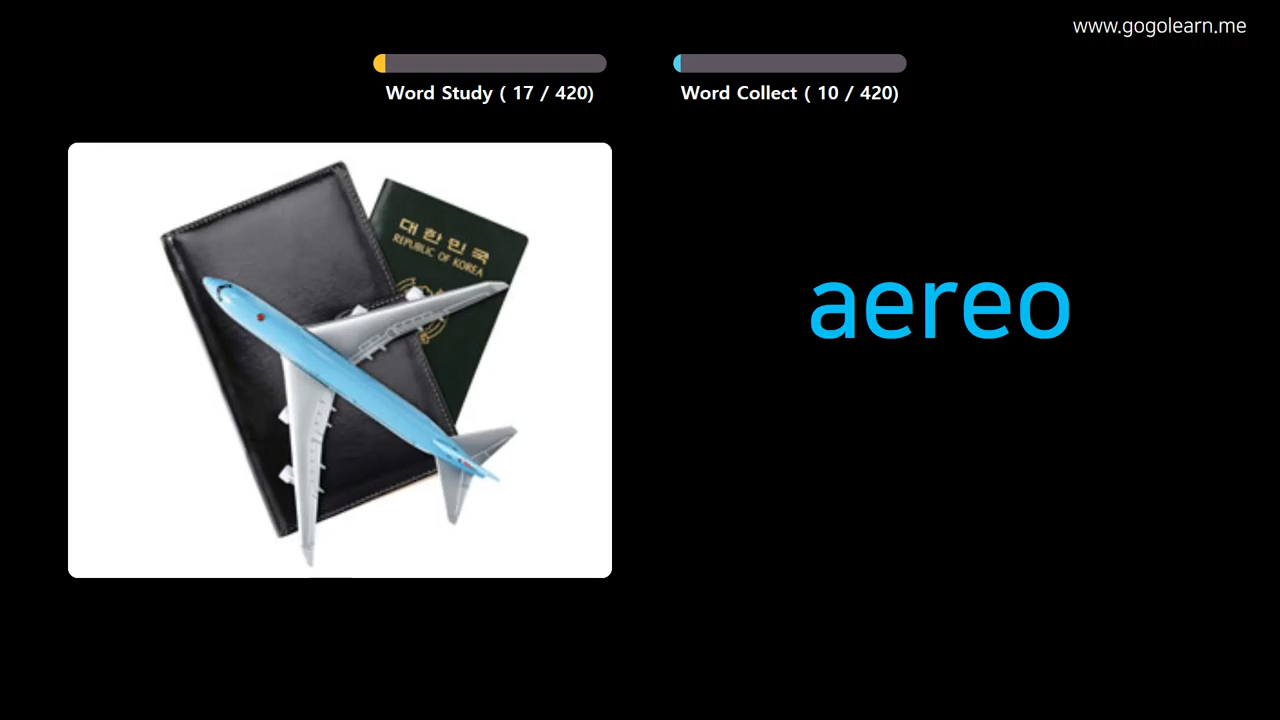 www.gogolearn.me
Word Study ( 17 / 420)
Word Collect ( 10 / 420)
대한민국
REPUBLIC OF KOREA
aereo